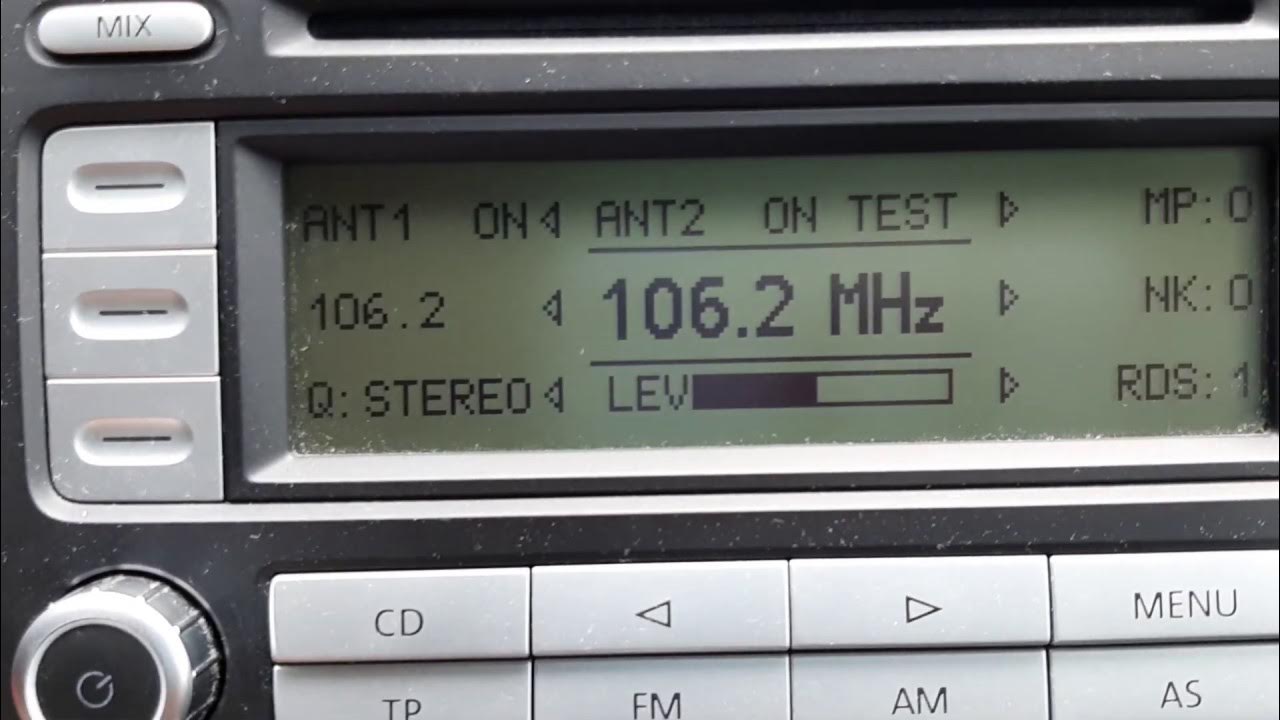 MIX
ANT1 ON ANT2 ON TEST MP: 0
106.2 106.2 MHz NK: 0
Q: STEREO LEV RDS: 1
CD MENU
TP FM AM AS